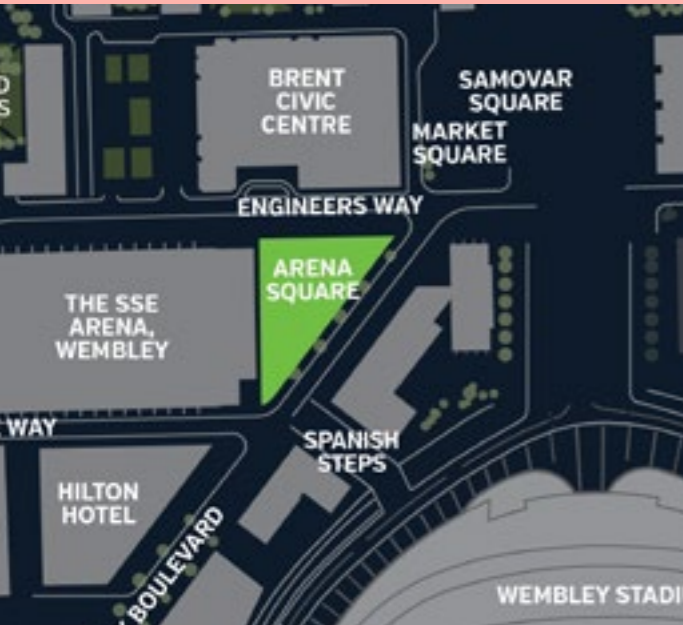 BRENT
CIVIC
CENTRE
SAMOVAR
SQUARE
MARKET
SQUARE
ENGINEERS WAY
ARENA
SQUARE
THE SSE
ARENA,
WEMBLEY
WAY
SPANISH
STEPS
HILTON
HOTEL
BOULEVARD
WEMBLEY STADI